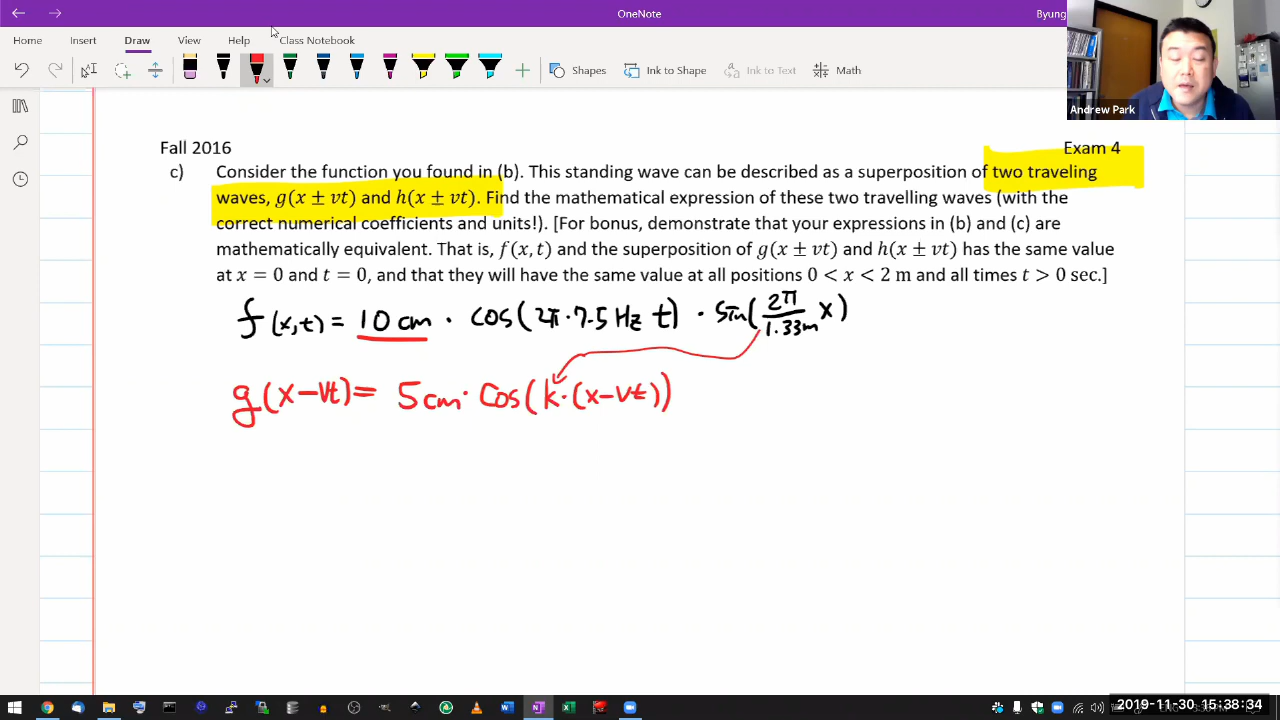 OneNote
Byung
Home Insert Draw View Help Class Notebook
Shapes Ink to Shape Ink to Text Math
Andrew Park
Fall 2016 Exam 4
c) Consider the function you found in (b). This standing wave can be described as a superposition of two traveling
waves, g(x ± vt) and h(x ± vt). Find the mathematical expression of these two travelling waves (with the
correct numerical coefficients and units!). [For bonus, demonstrate that your expressions in (b) and (c) are
mathematically equivalent. That is, f(x, t) and the superposition of g(x ± vt) and h(x ± vt) has the same value
at x = 0 and t = 0, and that they will have the same value at all positions 0 < x < 2 m and all times t > 0 sec.]
f(x,t) = 10 cm · cos(2π·7.5 Hz t) · sin(2π/1.33m x)
g(x-vt) = 5cm· cos(k·(x-vt))
2019-11-30 15:38:34